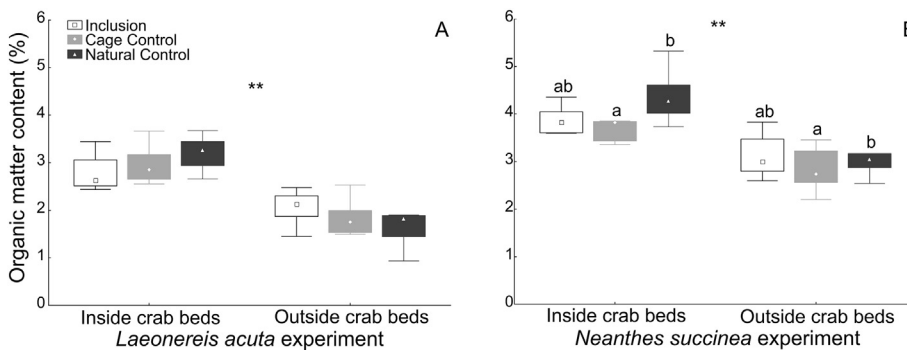 Organic matter content (%)
6
5
4
3
2
1
0
Inclusion
Cage Control
Natural Control
A
**
Inside crab beds
Outside crab beds
Laeonereis acuta experiment
6
5
4
3
2
1
0
**
ab
a
b
ab
a
b
Inside crab beds
Outside crab beds
Neanthes succinea experiment